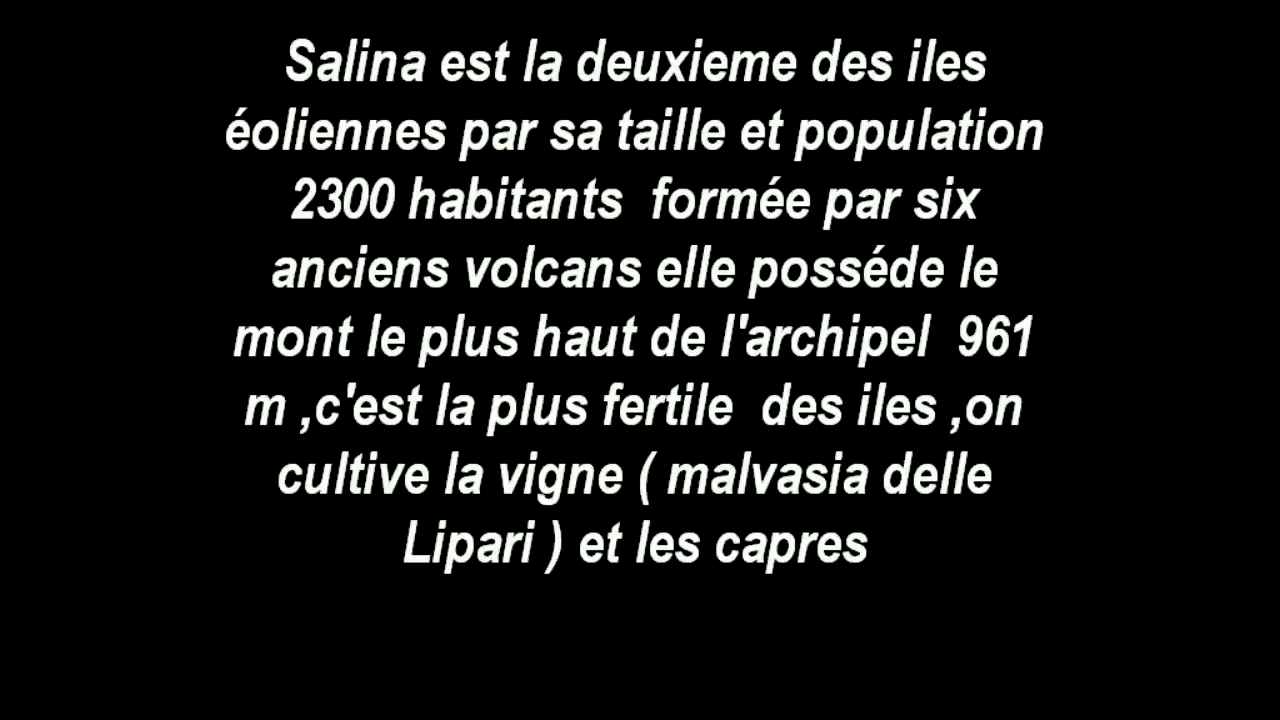 Salina est la deuxieme des iles
éoliennes par sa taille et population
2300 habitants  formée par six
anciens volcans elle posséde le
mont le plus haut de l'archipel  961
m ,c'est la plus fertile  des iles ,on
cultive la vigne ( malvasia delle
Lipari ) et les capres